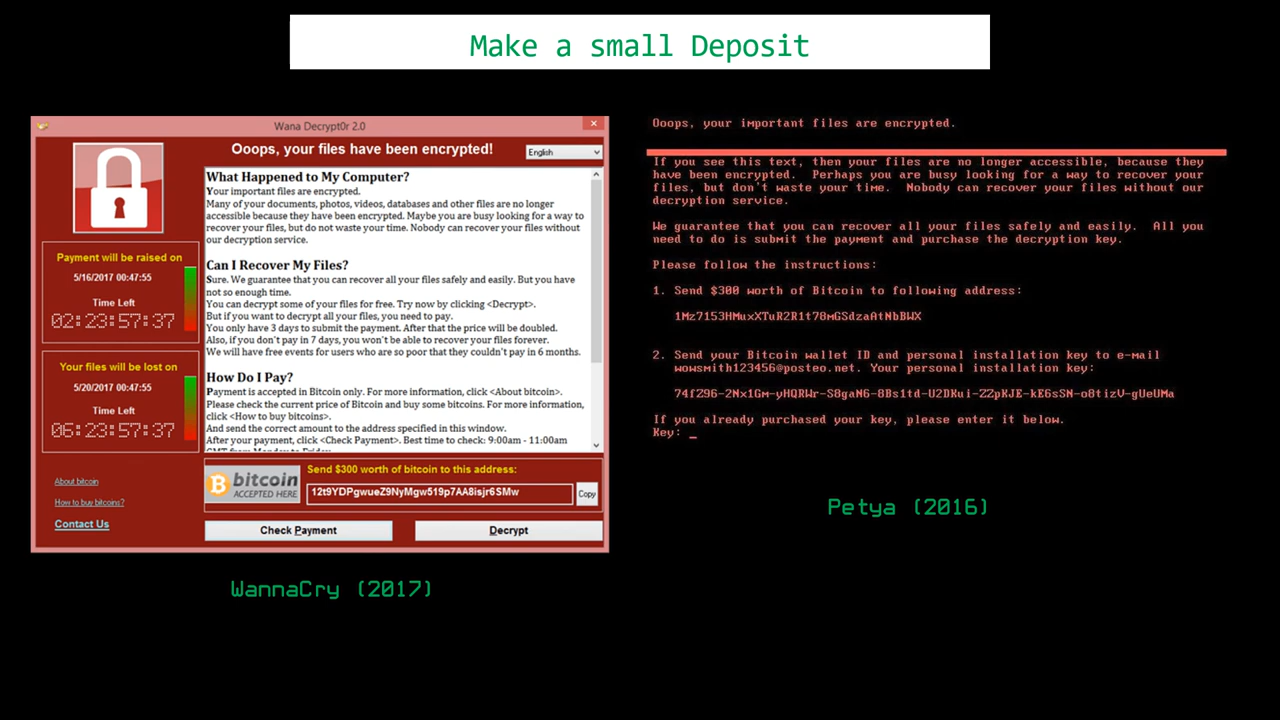 Make a small Deposit
Wana Decrypt0r 2.0
Ooops, your files have been encrypted!
English
Payment will be raised on
5/16/2017 00:47:55
Time Left
02:23:57:37
Your files will be lost on
5/20/2017 00:47:55
Time Left
06:23:57:37
About bitcoin
How to buy bitcoins?
Contact Us
What Happened to My Computer?
Your important files are encrypted.
Many of your documents, photos, videos, databases and other files are no longer
accessible because they have been encrypted. Maybe you are busy looking for a way to
recover your files, but do not waste your time. Nobody can recover your files without
our decryption service.
Can I Recover My Files?
Sure. We guarantee that you can recover all your files safely and easily. But you have
not so enough time.
You can decrypt some of your files for free. Try now by clicking <Decrypt>.
But if you want to decrypt all your files, you need to pay.
You only have 3 days to submit the payment. After that the price will be doubled.
Also, if you don't pay in 7 days, you won't be able to recover your files forever.
We will have free events for users who are so poor that they couldn't pay in 6 months.
How Do I Pay?
Payment is accepted in Bitcoin only. For more information, click <About bitcoin>.
Please check the current price of Bitcoin and buy some bitcoins. For more information,
click <How to buy bitcoins>.
And send the correct amount to the address specified in this window.
After your payment, click <Check Payment>. Best time to check: 9:00am - 11:00am
GMT from Monday to Friday.
bitcoin
ACCEPTED HERE
Send $300 worth of bitcoin to this address:
12t9YDPgwueZ9NyMgw519p7AA8isjr6SMw
Copy
Check Payment
Decrypt
WannaCry (2017)
Ooops, your important files are encrypted.
If you see this text, then your files are no longer accessible, because they
have been encrypted. Perhaps you are busy looking for a way to recover your
files, but don't waste your time. Nobody can recover your files without our
decryption service.
We guarantee that you can recover all your files safely and easily. All you
need to do is submit the payment and purchase the decryption key.
Please follow the instructions:
1. Send $300 worth of Bitcoin to following address:
1Mz7153HMuxXTuR2R1t78mGSdzaAtNbBWX
2. Send your Bitcoin wallet ID and personal installation key to e-mail
wowsmith123456@posteo.net. Your personal installation key:
74fZ96-2Nx1Gm-yHQRWr-S8gaN6-8Bs1td-U2DKui-ZZpKJE-kE6sSN-o8tizV-gUeUMa
If you already purchased your key, please enter it below.
Key: _
Petya (2016)